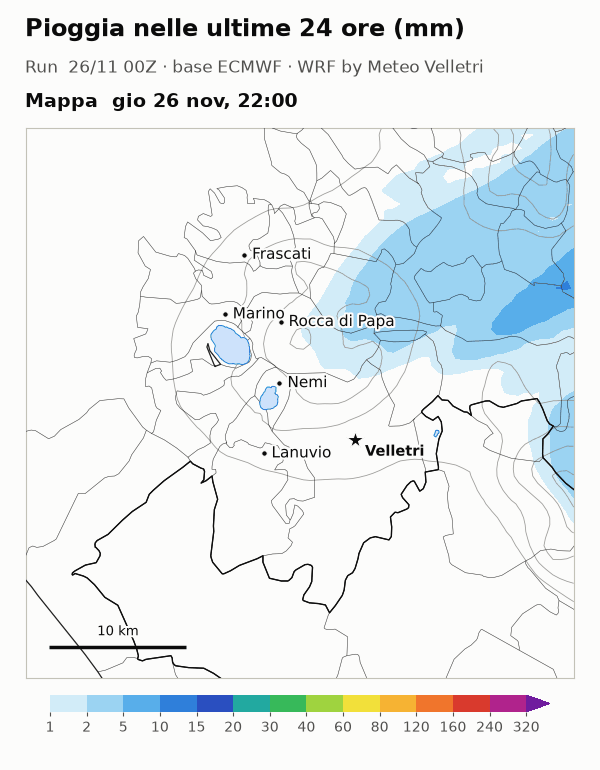 Pioggia nelle ultime 24 ore (mm)
Run  26/11 00Z · base ECMWF · WRF by Meteo Velletri
Mappa  gio 26 nov, 22:00
Frascati
Marino
Rocca di Papa
Nemi
Velletri
Lanuvio
10 km
1 2 5 10 15 20 30 40 60 80 120 160 240 320